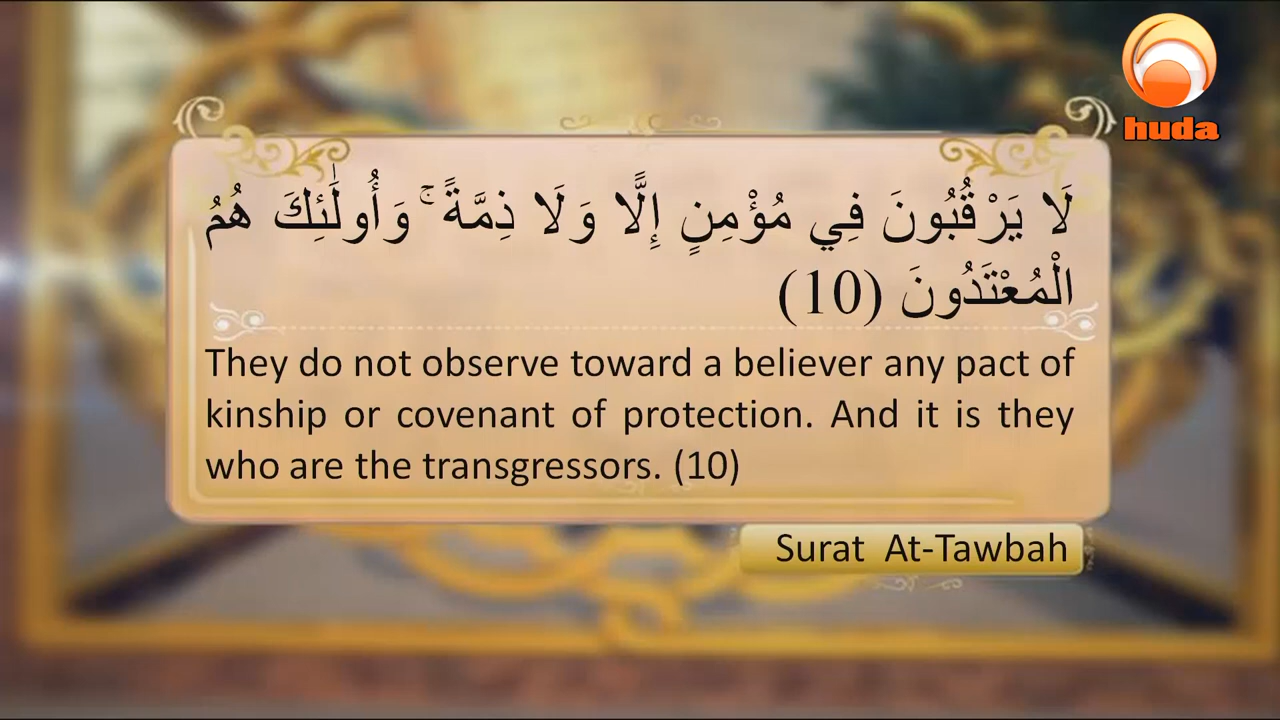 huda
لَا يَرْقُبُونَ فِي مُؤْمِنٍ إِلًّا وَلَا ذِمَّةً ۚ وَأُولَٰئِكَ هُمُ
الْمُعْتَدُونَ (10)
They do not observe toward a believer any pact of
kinship or covenant of protection. And it is they
who are the transgressors. (10)
Surat At-Tawbah